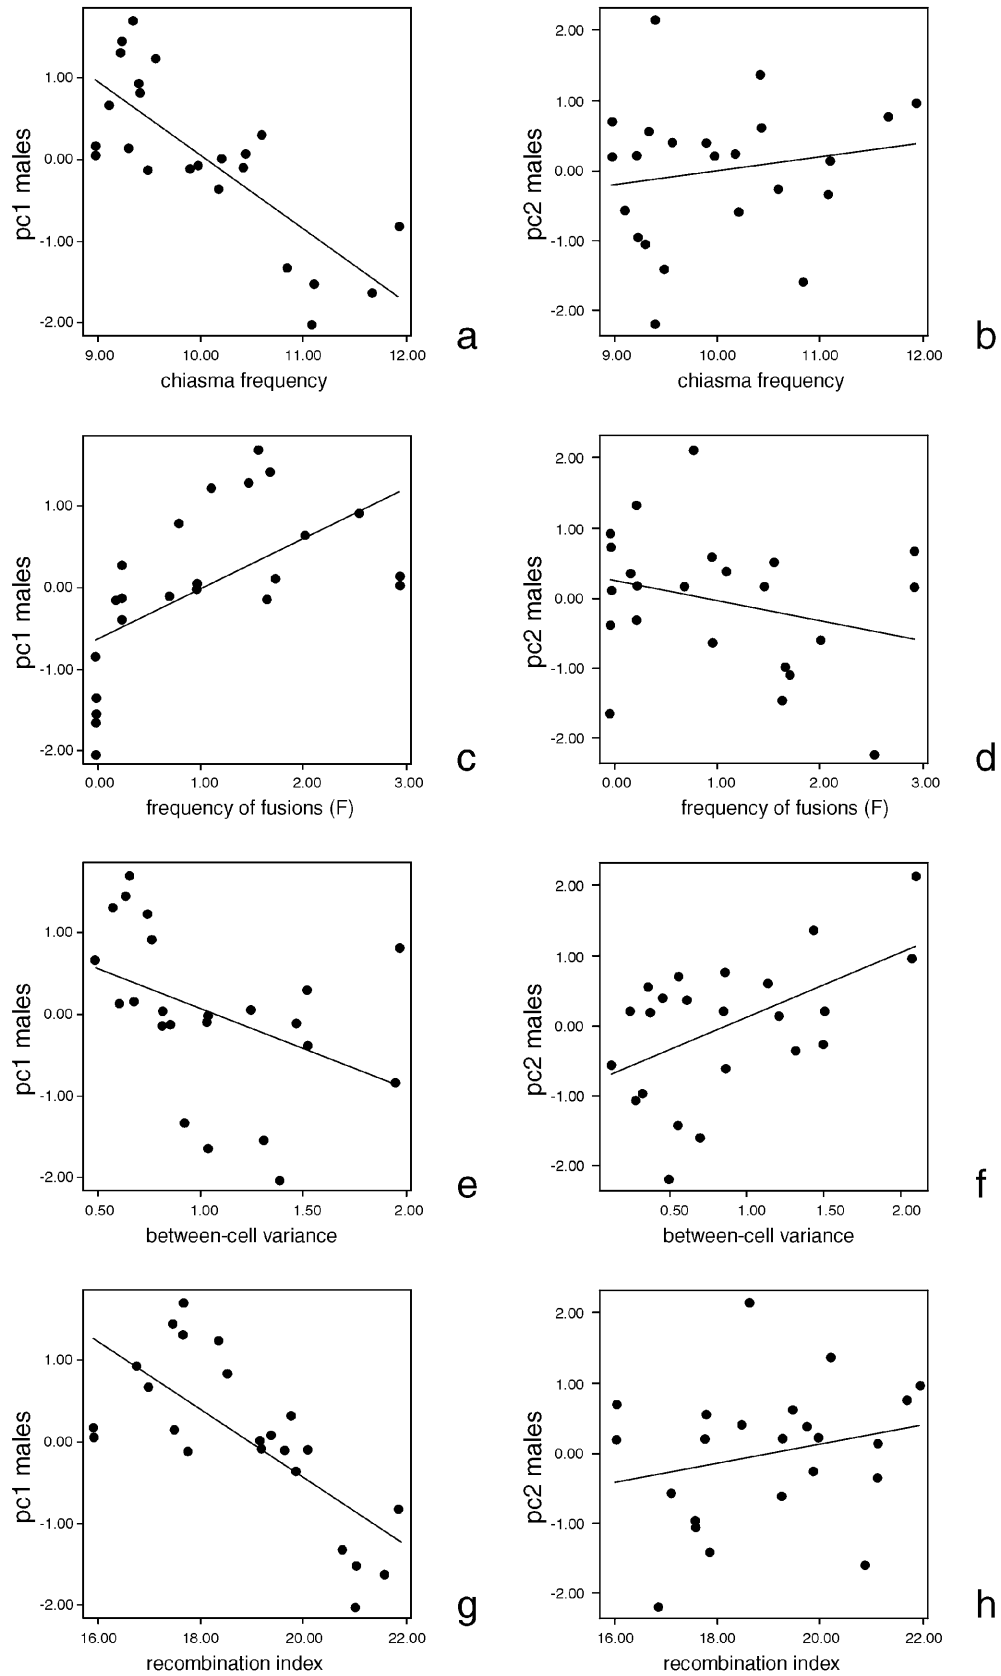 1.00
0.00
-1.00
-2.00
pc1 males
9.00 10.00 11.00 12.00
chiasma frequency
a
2.00
1.00
0.00
-1.00
-2.00
pc2 males
9.00 10.00 11.00 12.00
chiasma frequency
b
1.00
0.00
-1.00
-2.00
pc1 males
0.00 1.00 2.00 3.00
frequency of fusions (F)
c
2.00
1.00
0.00
-1.00
-2.00
pc2 males
0.00 1.00 2.00 3.00
frequency of fusions (F)
d
1.00
0.00
-1.00
-2.00
pc1 males
0.50 1.00 1.50 2.00
between-cell variance
e
2.00
1.00
0.00
-1.00
-2.00
pc2 males
0.50 1.00 1.50 2.00
between-cell variance
f
1.00
0.00
-1.00
-2.00
pc1 males
16.00 18.00 20.00 22.00
recombination index
g
2.00
1.00
0.00
-1.00
-2.00
pc2 males
16.00 18.00 20.00 22.00
recombination index
h